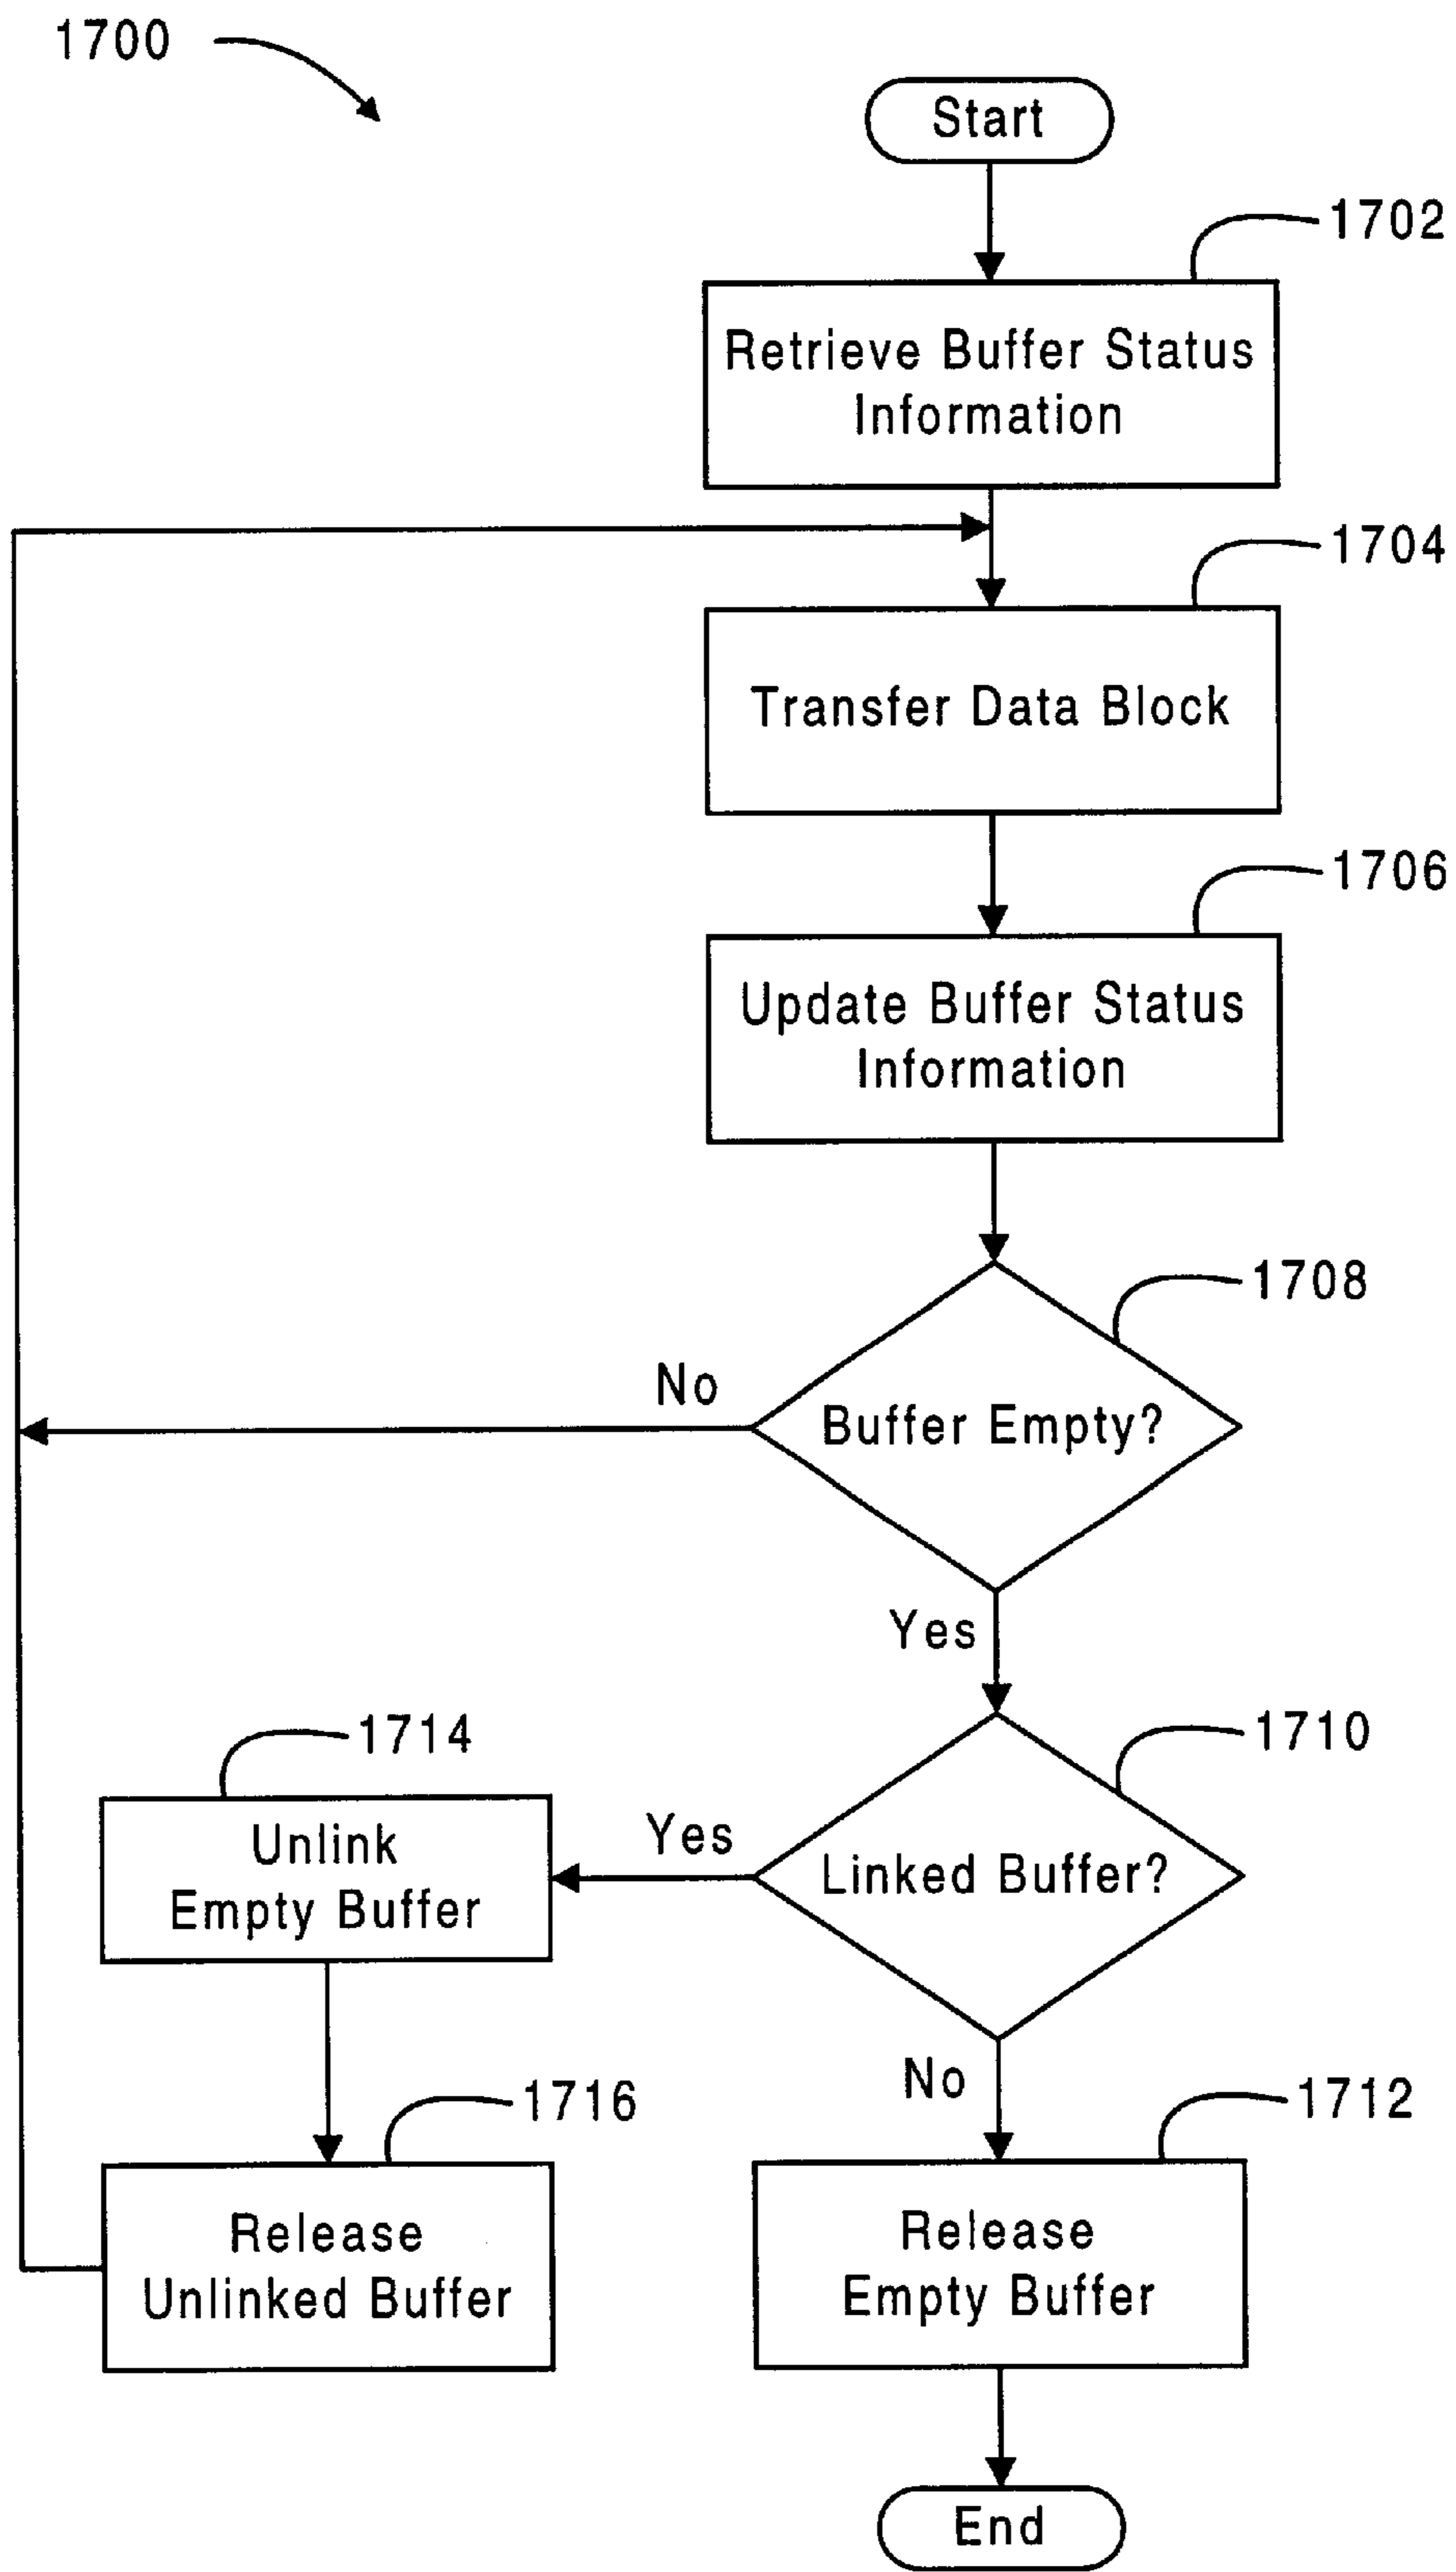 1700
Start
1702
Retrieve Buffer Status
Information
1704
Transfer Data Block
1706
Update Buffer Status
Information
1708
No
Buffer Empty?
Yes
1714
1710
Unlink
Empty Buffer
Yes
Linked Buffer?
No
1716
1712
Release
Unlinked Buffer
Release
Empty Buffer
End